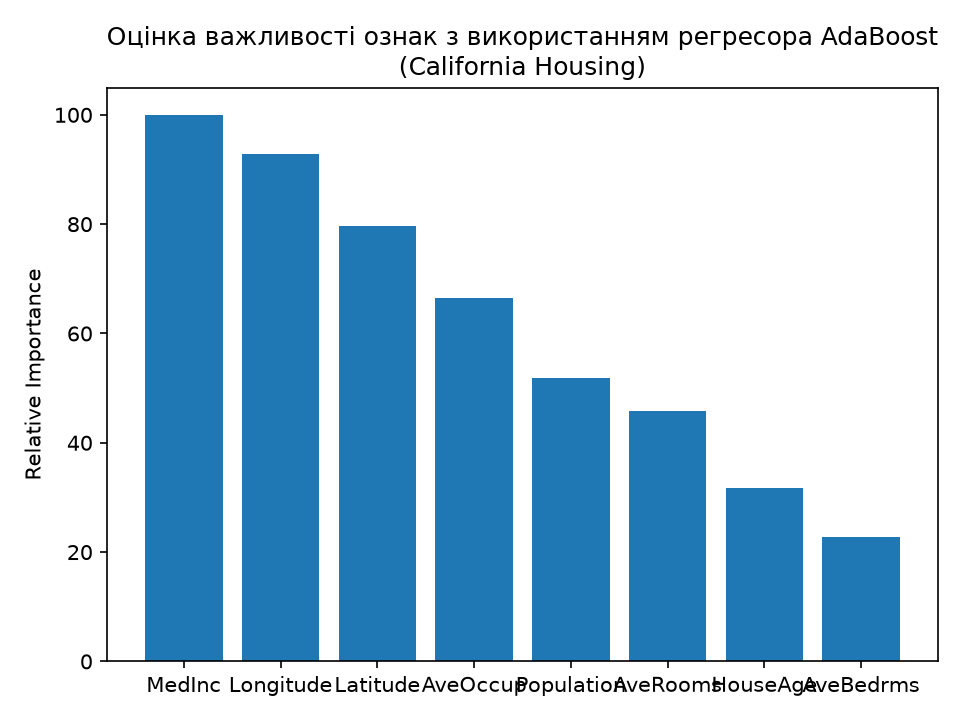 Оцінка важливості ознак з використанням регресора AdaBoost
(California Housing)
Relative Importance
100
80
60
40
20
0
MedInc Longitude Latitude AveOccup Population AveRooms HouseAge AveBedrms